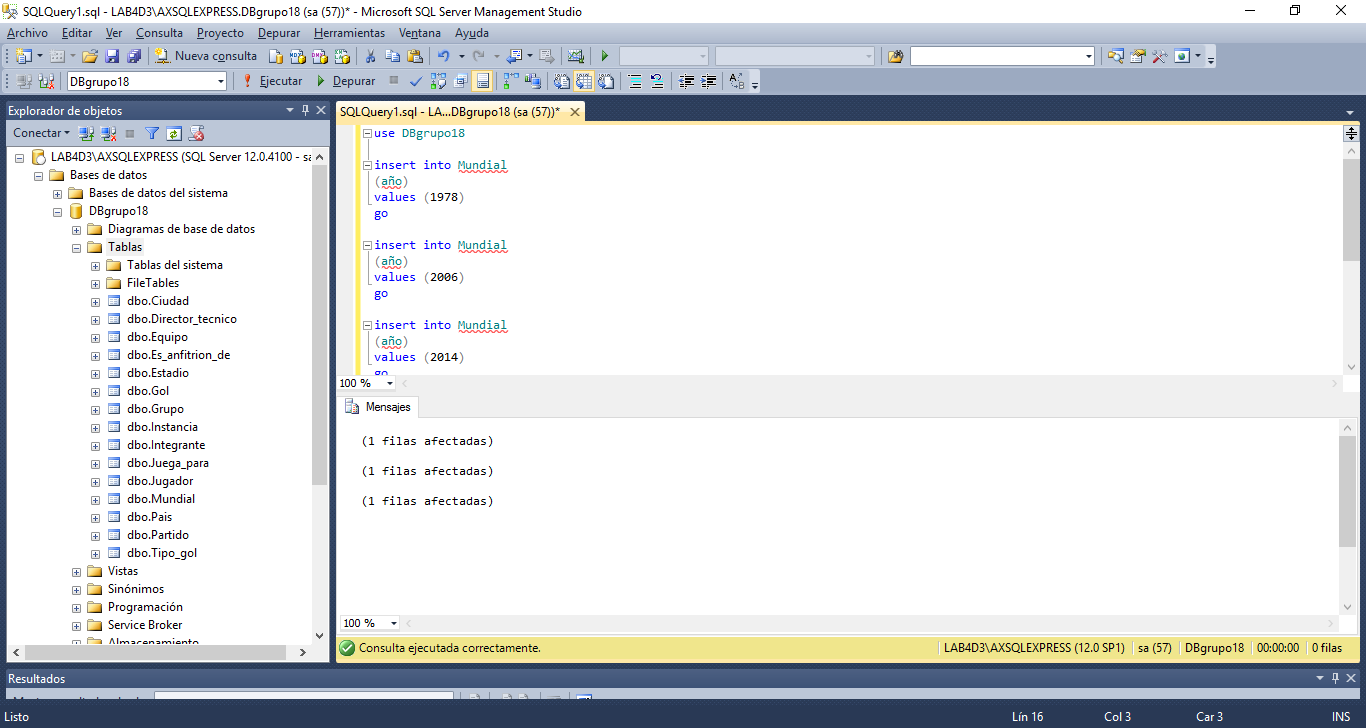 SQLQuery1.sql - LAB4D3\AXSQLEXPRESS.DBgrupo18 (sa (57))* - Microsoft SQL Server Management Studio
Archivo Editar Ver Consulta Proyecto Depurar Herramientas Ventana Ayuda
Nueva consulta
DBgrupo18 Ejecutar Depurar
Explorador de objetos
Conectar
LAB4D3\AXSQLEXPRESS (SQL Server 12.0.4100 - sa
Bases de datos
Bases de datos del sistema
DBgrupo18
Diagramas de base de datos
Tablas
Tablas del sistema
FileTables
dbo.Ciudad
dbo.Director_tecnico
dbo.Equipo
dbo.Es_anfitrion_de
dbo.Estadio
dbo.Gol
dbo.Grupo
dbo.Instancia
dbo.Integrante
dbo.Juega_para
dbo.Jugador
dbo.Mundial
dbo.Pais
dbo.Partido
dbo.Tipo_gol
Vistas
Sinónimos
Programación
Service Broker
Almacenamiento
SQLQuery1.sql - LA...DBgrupo18 (sa (57))*
use DBgrupo18
insert into Mundial
(año)
values (1978)
go
insert into Mundial
(año)
values (2006)
go
insert into Mundial
(año)
values (2014)
go
100 %
Mensajes
(1 filas afectadas)
(1 filas afectadas)
(1 filas afectadas)
100 %
Consulta ejecutada correctamente. LAB4D3\AXSQLEXPRESS (12.0 SP1) sa (57) DBgrupo18 00:00:00 0 filas
Resultados
Listo Lín 16 Col 3 Car 3 INS